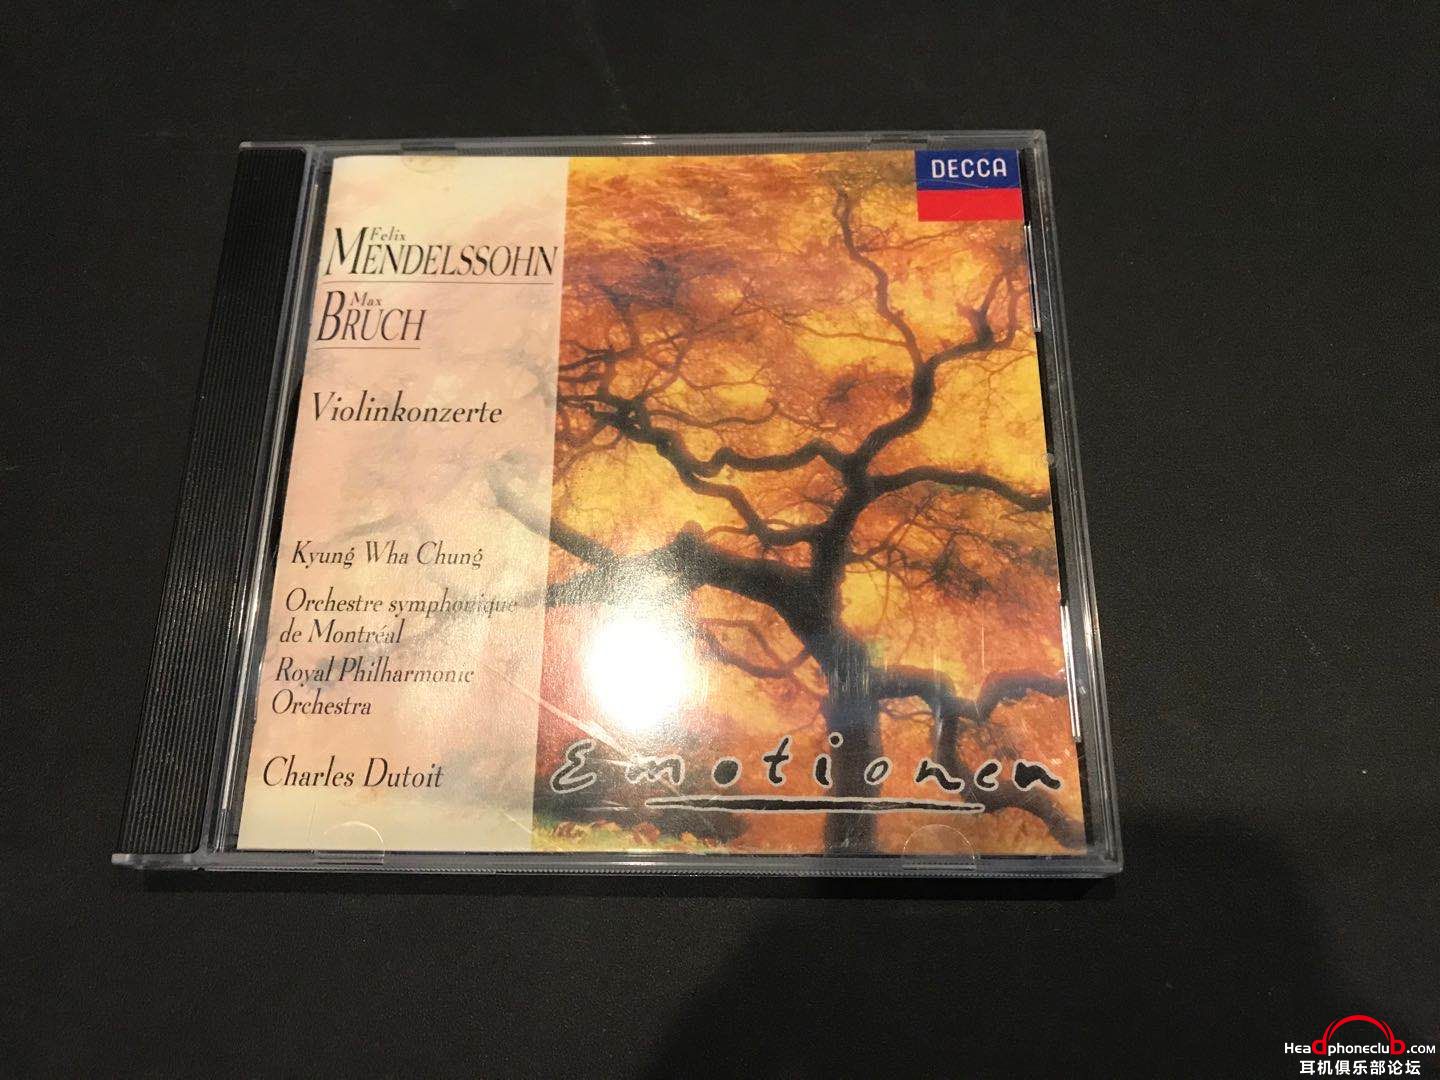 DECCA
Felix
MENDELSSOHN
Max
BRUCH
Violinkonzerte
Kyung Wha Chung
Orchestre symphonique
de Montréal
Royal Philharmonic
Orchestra
Charles Dutoit
Emotionen
Headphoneclub.com
耳机俱乐部论坛